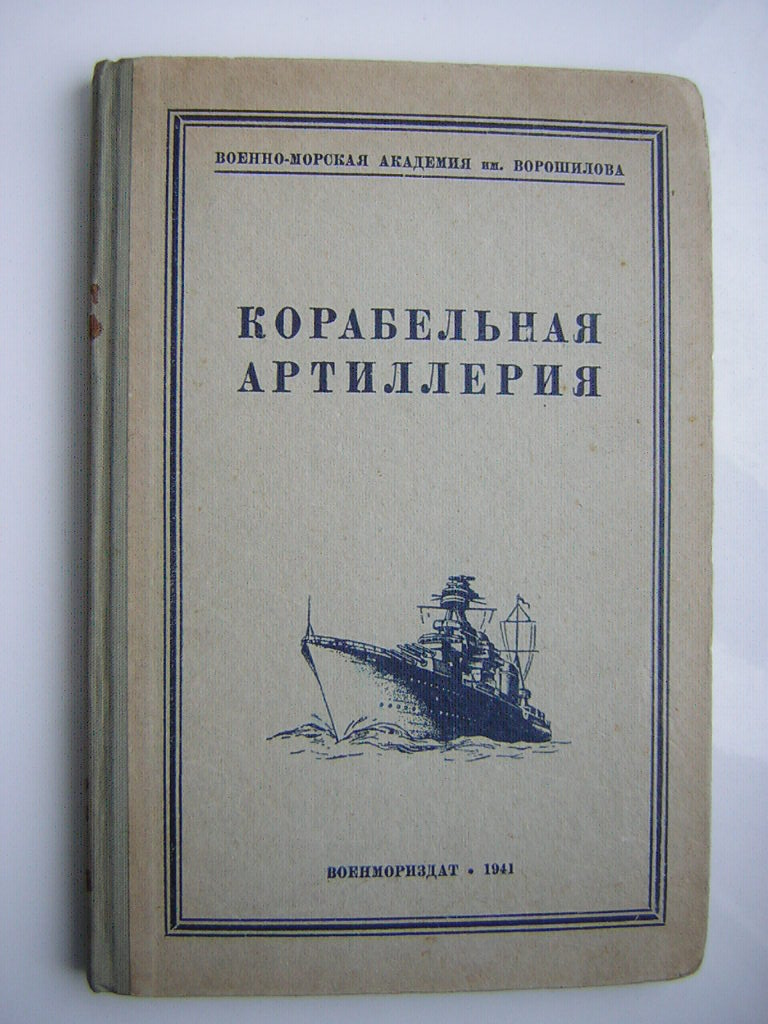 ВОЕННО-МОРСКАЯ АКАДЕМИЯ им. ВОРОШИЛОВА
КОРАБЕЛЬНАЯ
АРТИЛЛЕРИЯ
ВОЕНМОРИЗДАТ • 1941